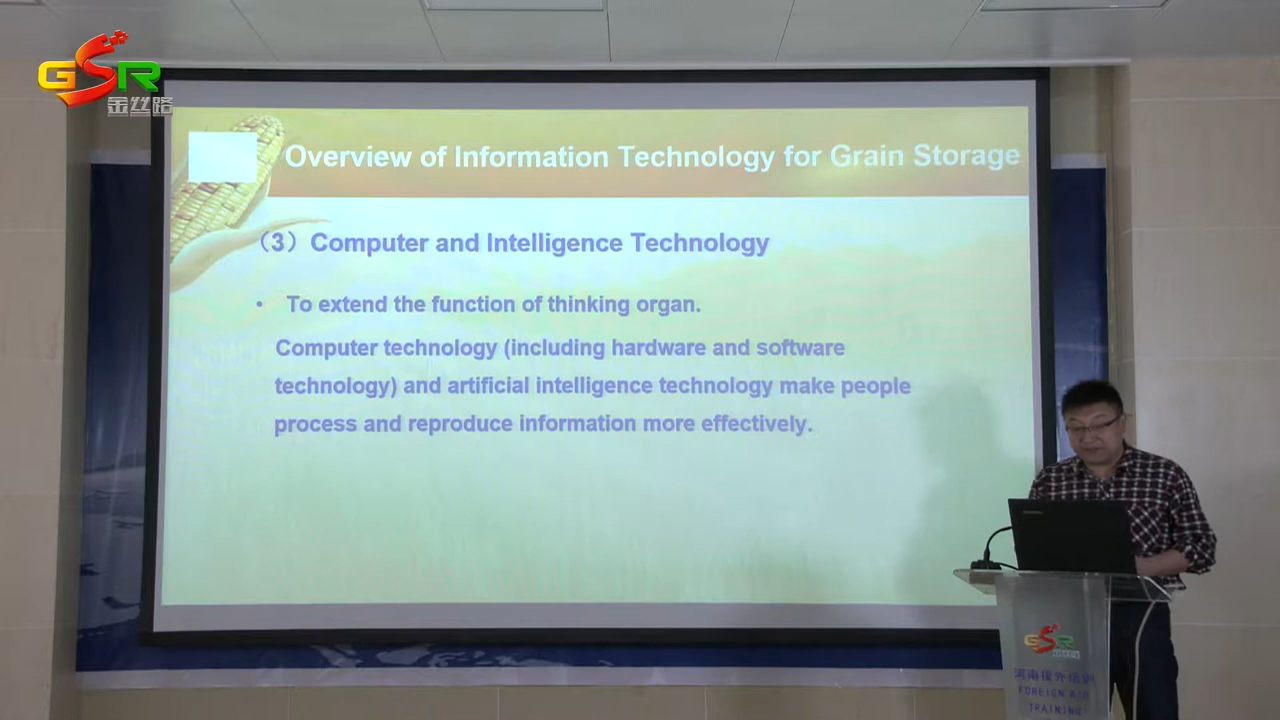 GSR
金丝路
Overview of Information Technology for Grain Storage
（3）Computer and Intelligence Technology
• To extend the function of thinking organ.
Computer technology (including hardware and software
technology) and artificial intelligence technology make people
process and reproduce information more effectively.
GSR
河南援外培训
FOREIGN AID
TRAINING